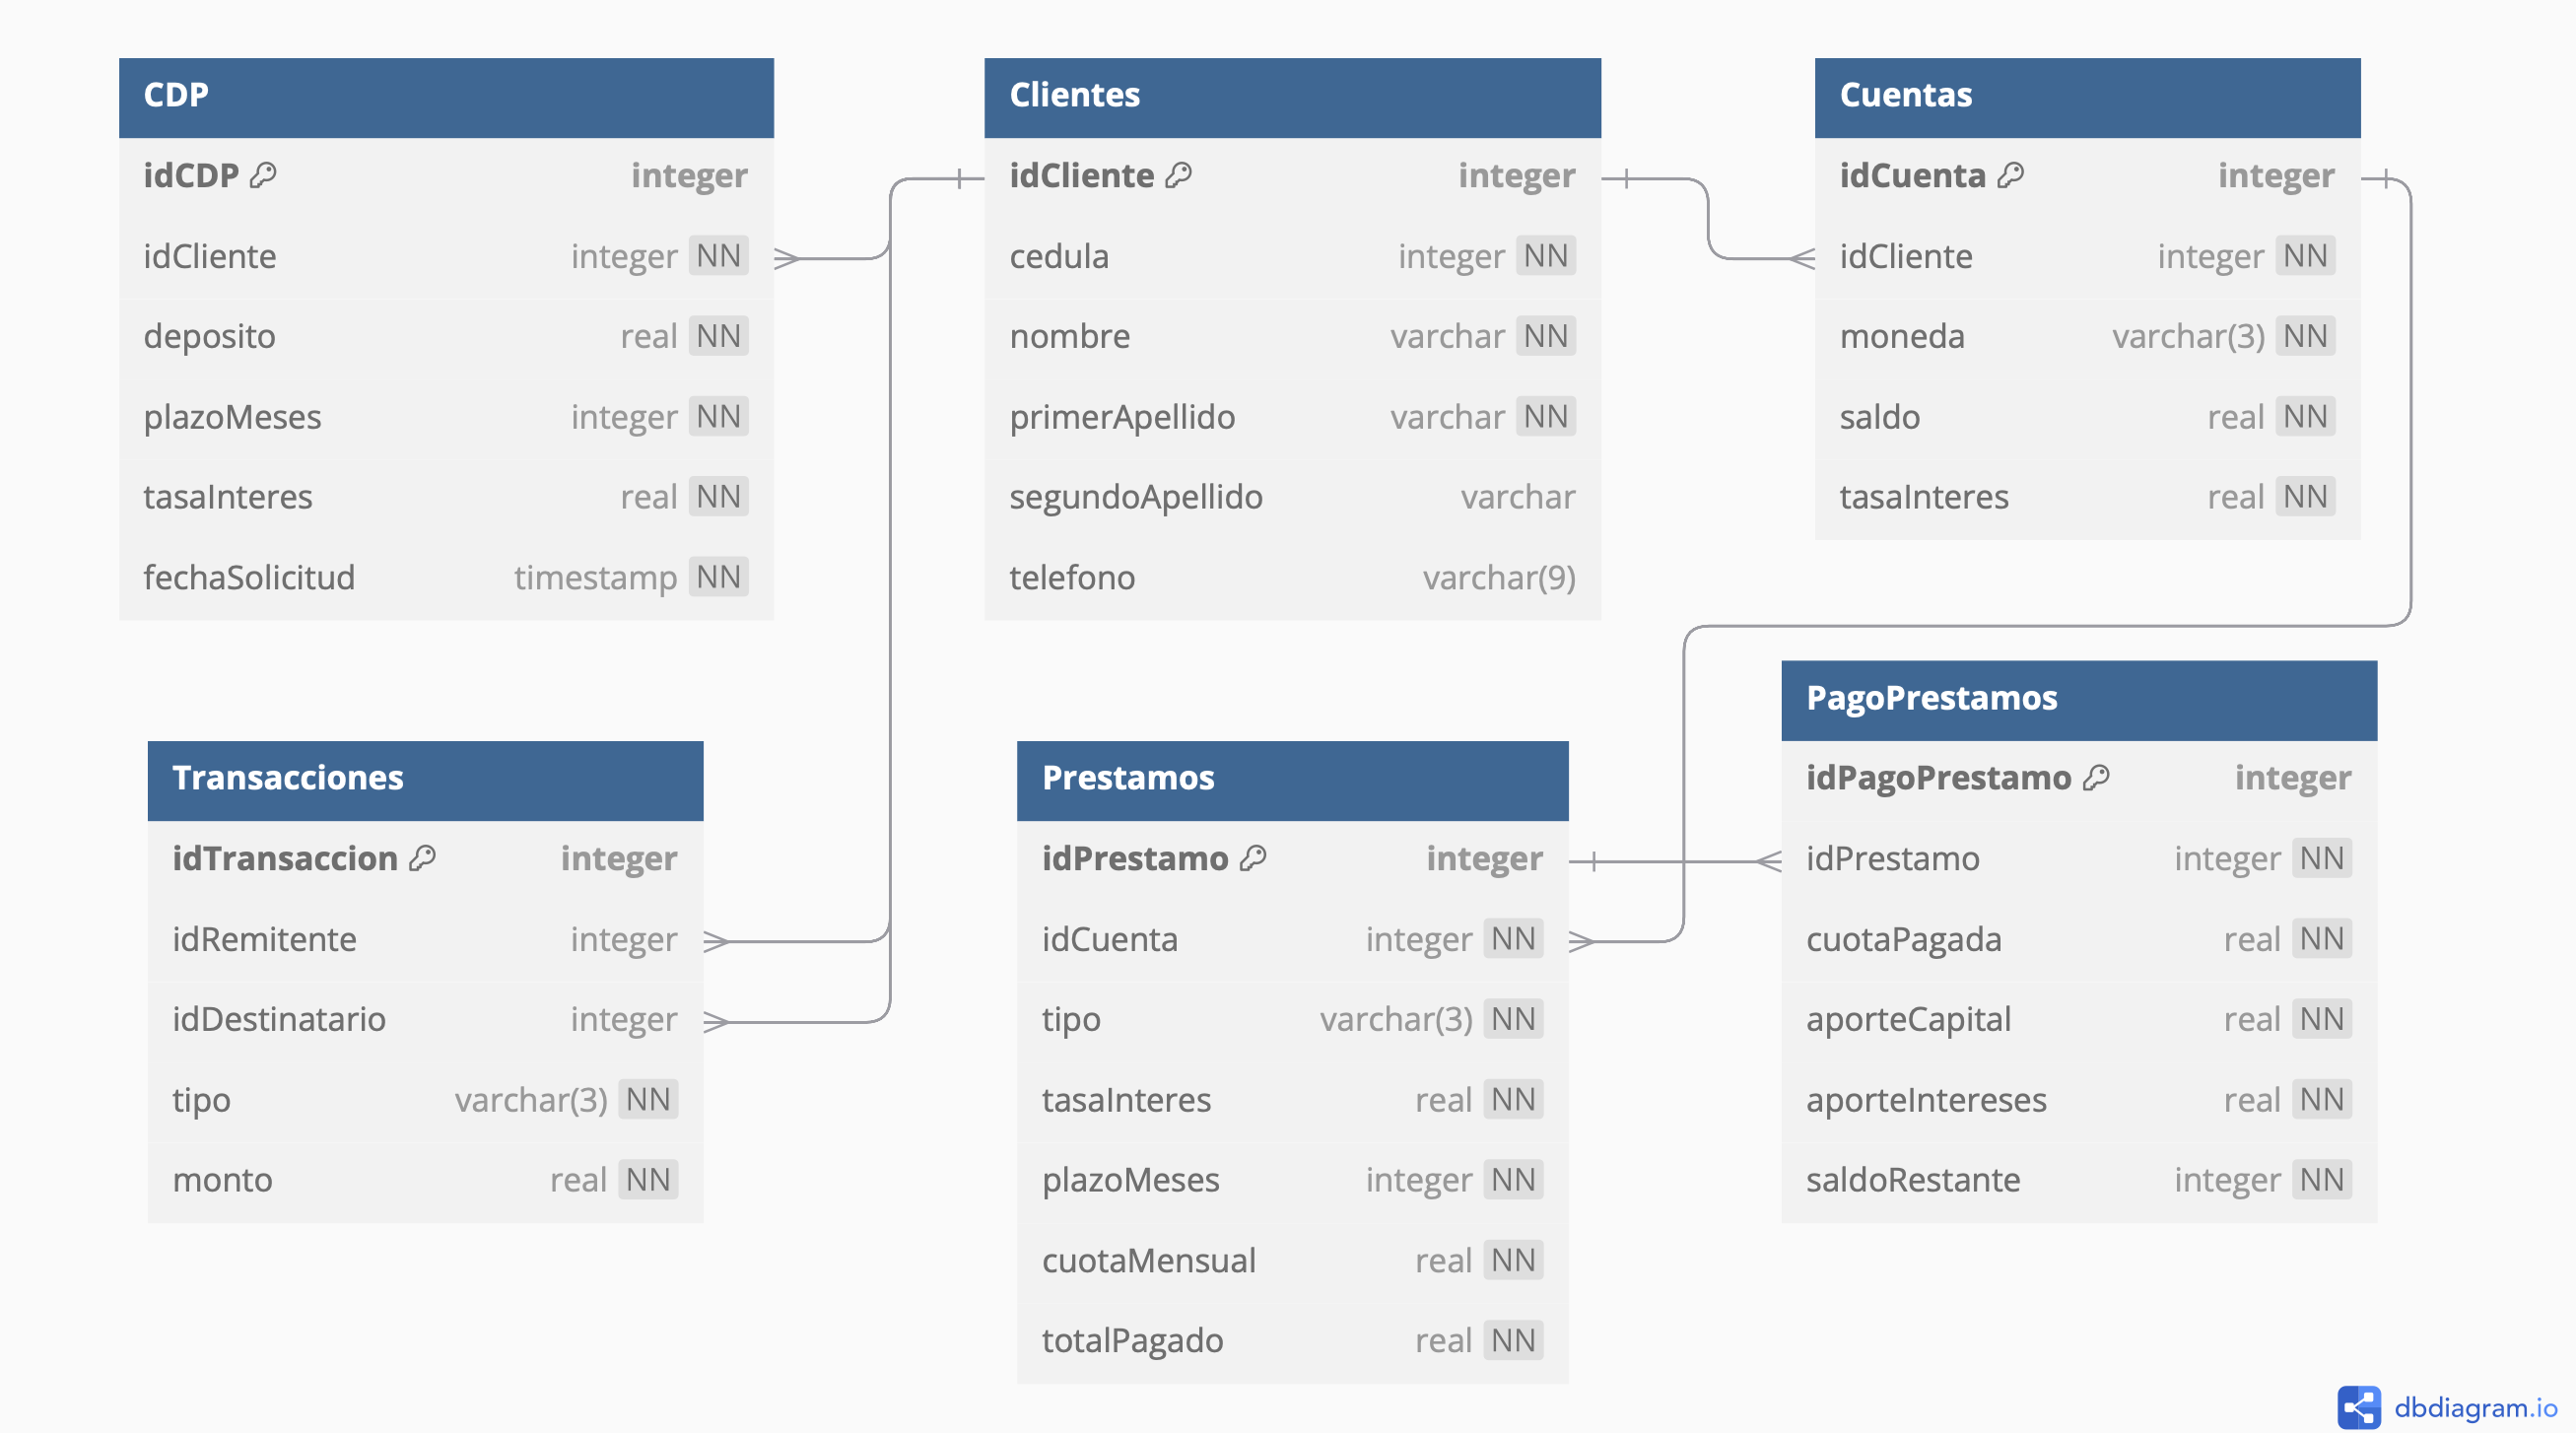 CDP
idCDP integer
idCliente integer NN
deposito real NN
plazoMeses integer NN
tasaInteres real NN
fechaSolicitud timestamp NN
Clientes
idCliente integer
cedula integer NN
nombre varchar NN
primerApellido varchar NN
segundoApellido varchar
telefono varchar(9)
Cuentas
idCuenta integer
idCliente integer NN
moneda varchar(3) NN
saldo real NN
tasaInteres real NN
Transacciones
idTransaccion integer
idRemitente integer
idDestinatario integer
tipo varchar(3) NN
monto real NN
Prestamos
idPrestamo integer
idCuenta integer NN
tipo varchar(3) NN
tasaInteres real NN
plazoMeses integer NN
cuotaMensual real NN
totalPagado real NN
PagoPrestamos
idPagoPrestamo integer
idPrestamo integer NN
cuotaPagada real NN
aporteCapital real NN
aporteIntereses real NN
saldoRestante integer NN
dbdiagram.io